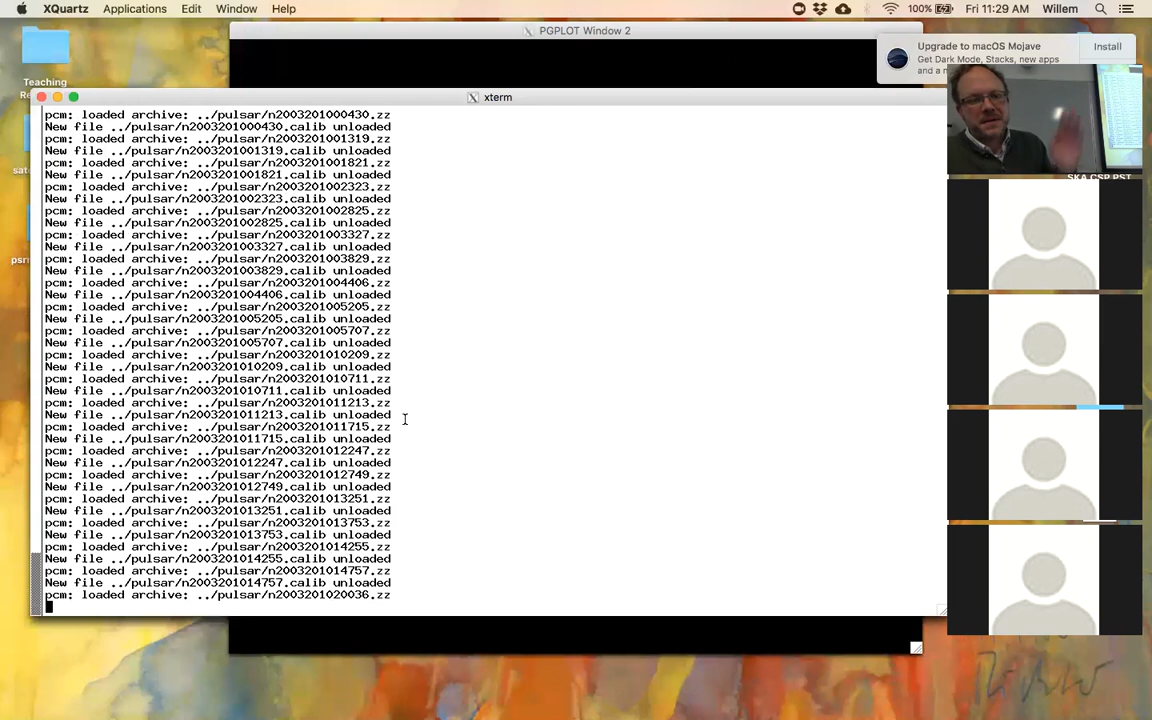 XQuartz Applications Edit Window Help
100% Fri 11:29 AM Willem
PGPLOT Window 2
Upgrade to macOS Mojave
Get Dark Mode, Stacks, new apps
and a
Install
Teaching
xterm
pcm: loaded archive: ../pulsar/n2003201000430.zz
New file ../pulsar/n2003201000430.calib unloaded
pcm: loaded archive: ../pulsar/n2003201001319.zz
New file ../pulsar/n2003201001319.calib unloaded
pcm: loaded archive: ../pulsar/n2003201001821.zz
New file ../pulsar/n2003201001821.calib unloaded
pcm: loaded archive: ../pulsar/n2003201002323.zz
New file ../pulsar/n2003201002323.calib unloaded
pcm: loaded archive: ../pulsar/n2003201002825.zz
New file ../pulsar/n2003201002825.calib unloaded
pcm: loaded archive: ../pulsar/n2003201003327.zz
New file ../pulsar/n2003201003327.calib unloaded
pcm: loaded archive: ../pulsar/n2003201003829.zz
New file ../pulsar/n2003201003829.calib unloaded
pcm: loaded archive: ../pulsar/n2003201004406.zz
New file ../pulsar/n2003201004406.calib unloaded
pcm: loaded archive: ../pulsar/n2003201005205.zz
New file ../pulsar/n2003201005205.calib unloaded
pcm: loaded archive: ../pulsar/n2003201005707.zz
New file ../pulsar/n2003201005707.calib unloaded
pcm: loaded archive: ../pulsar/n2003201010209.zz
New file ../pulsar/n2003201010209.calib unloaded
pcm: loaded archive: ../pulsar/n2003201010711.zz
New file ../pulsar/n2003201010711.calib unloaded
pcm: loaded archive: ../pulsar/n2003201011213.zz
New file ../pulsar/n2003201011213.calib unloaded
pcm: loaded archive: ../pulsar/n2003201011715.zz
New file ../pulsar/n2003201011715.calib unloaded
pcm: loaded archive: ../pulsar/n2003201012247.zz
New file ../pulsar/n2003201012247.calib unloaded
pcm: loaded archive: ../pulsar/n2003201012749.zz
New file ../pulsar/n2003201012749.calib unloaded
pcm: loaded archive: ../pulsar/n2003201013251.zz
New file ../pulsar/n2003201013251.calib unloaded
pcm: loaded archive: ../pulsar/n2003201013753.zz
New file ../pulsar/n2003201013753.calib unloaded
pcm: loaded archive: ../pulsar/n2003201014255.zz
New file ../pulsar/n2003201014255.calib unloaded
pcm: loaded archive: ../pulsar/n2003201014757.zz
New file ../pulsar/n2003201014757.calib unloaded
pcm: loaded archive: ../pulsar/n2003201020036.zz
SKA CSP PST